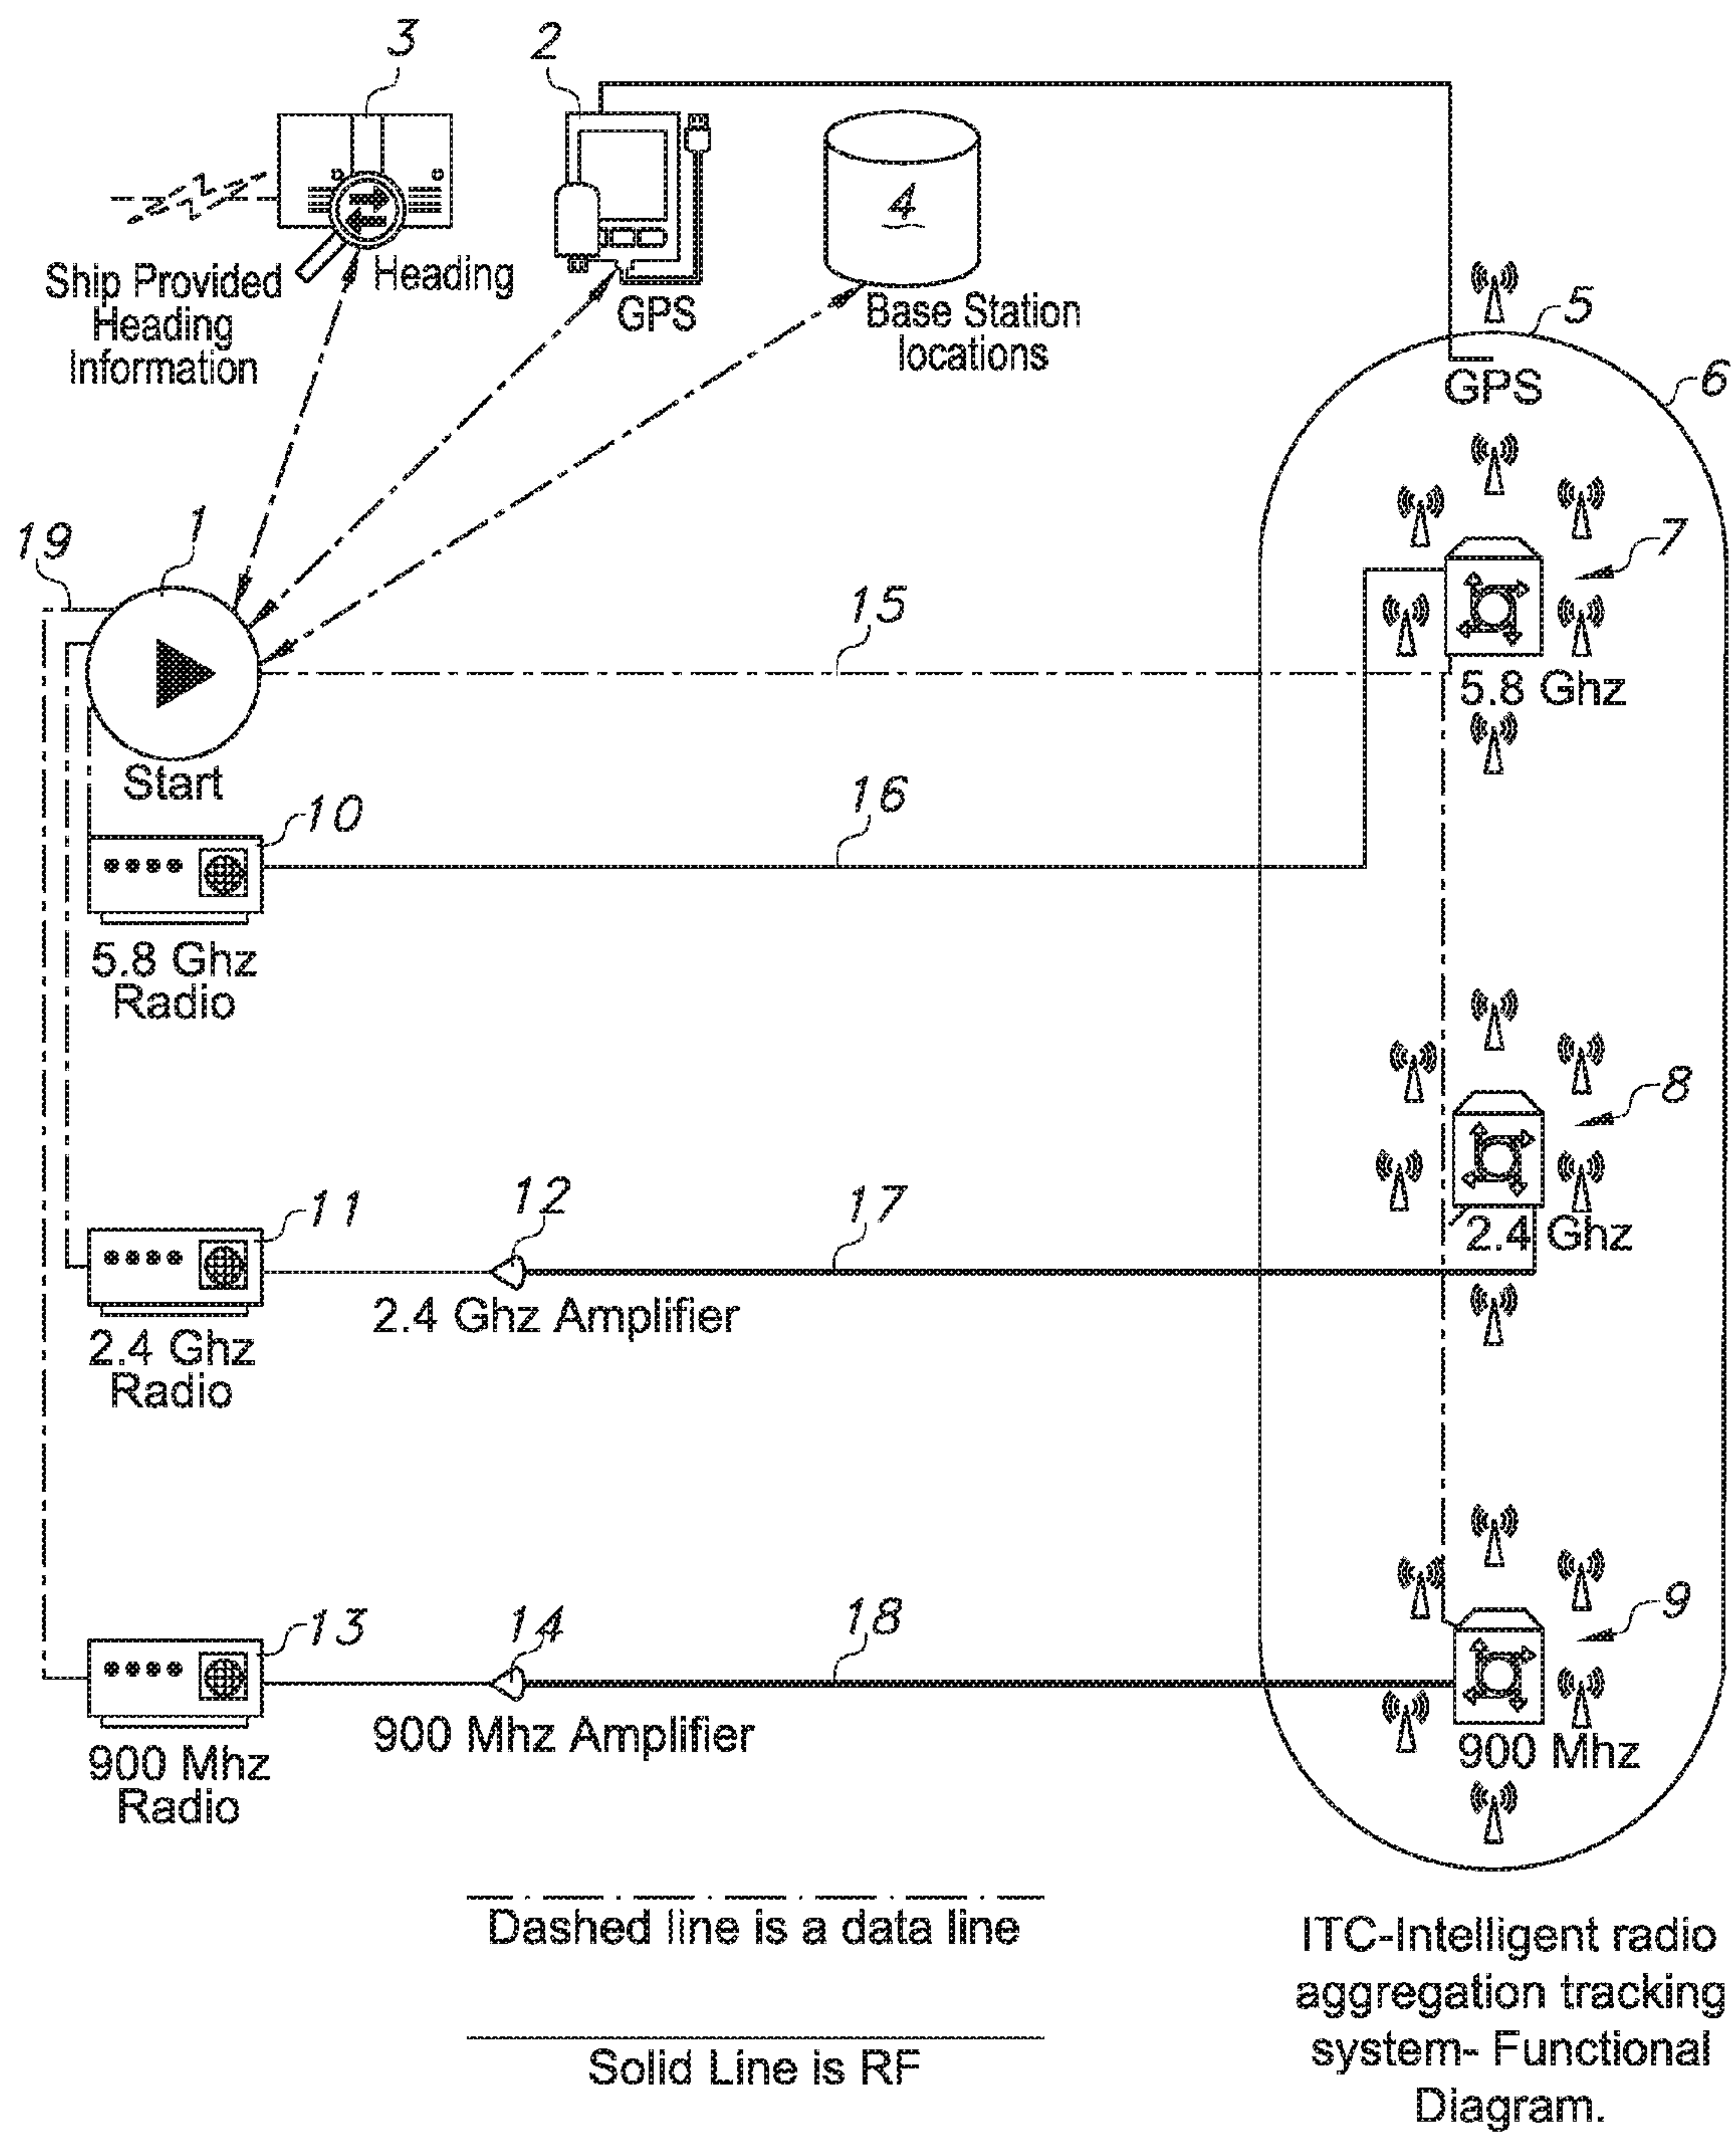 3
2
4
Ship Provided
Heading
Information
Heading
GPS
Base Station
locations
5
GPS
6
19
1
7
15
5.8 Ghz
Start
10
16
5.8 Ghz
Radio
8
11
12
17
2.4 Ghz
2.4 Ghz Amplifier
2.4 Ghz
Radio
13
14
18
9
900 Mhz Amplifier
900 Mhz
900 Mhz
Radio
Dashed line is a data line
Solid Line is RF
ITC-Intelligent radio
aggregation tracking
system- Functional
Diagram.